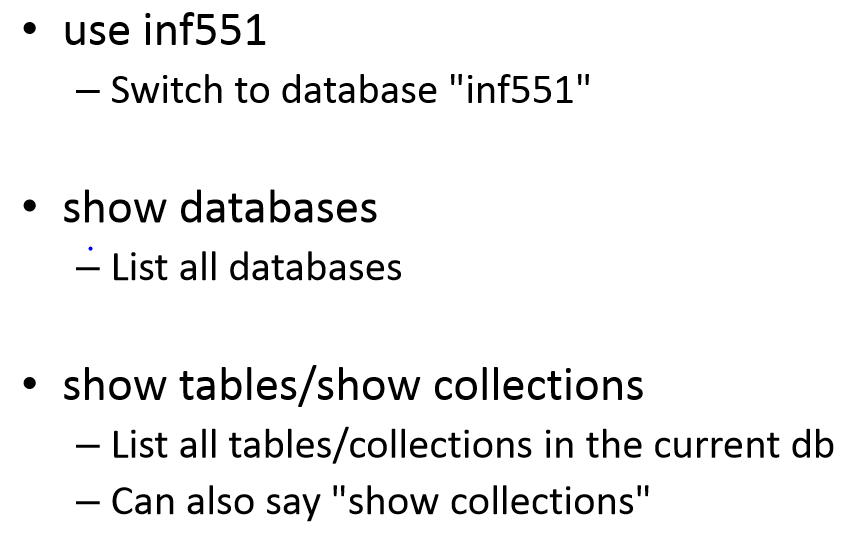 • use inf551
– Switch to database "inf551"
• show databases
– List all databases
• show tables/show collections
– List all tables/collections in the current db
– Can also say "show collections"